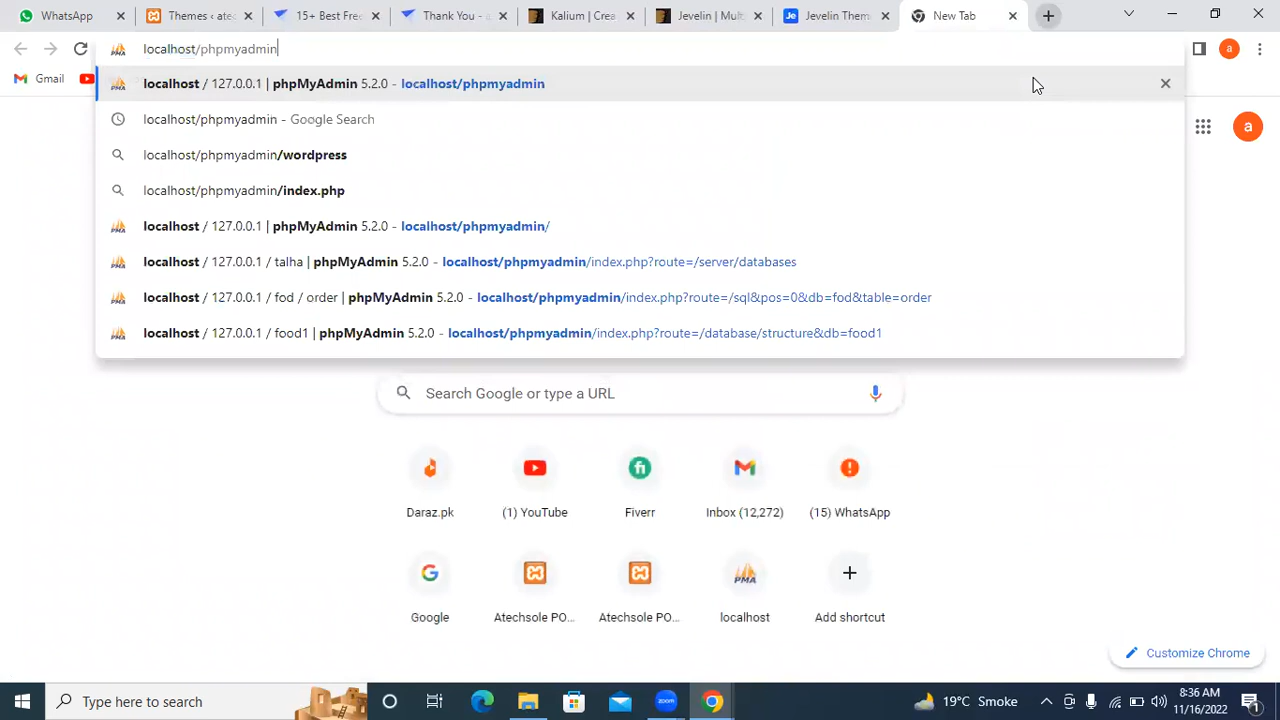 WhatsApp
Themes ‹ a
15+ Best Fr
Thank You -
Kalium | Crea
Jevelin | Mul
Jevelin Them
New Tab
localhost/phpmyadmin
a
Gmail
localhost / 127.0.0.1 | phpMyAdmin 5.2.0 - localhost/phpmyadmin
localhost/phpmyadmin - Google Search
localhost/phpmyadmin/wordpress
localhost/phpmyadmin/index.php
localhost / 127.0.0.1 | phpMyAdmin 5.2.0 - localhost/phpmyadmin/
localhost / 127.0.0.1 / talha | phpMyAdmin 5.2.0 - localhost/phpmyadmin/index.php?route=/server/databases
localhost / 127.0.0.1 / fod / order | phpMyAdmin 5.2.0 - localhost/phpmyadmin/index.php?route=/sql&pos=0&db=fod&table=order
localhost / 127.0.0.1 / food1 | phpMyAdmin 5.2.0 - localhost/phpmyadmin/index.php?route=/database/structure&db=food1
a
Search Google or type a URL
Daraz.pk
(1) YouTube
Fiverr
Inbox (12,272)
(15) WhatsApp
PMA
Google
Atechsole PO...
Atechsole PO...
localhost
Add shortcut
Customize Chrome
Type here to search
zoom
19°C Smoke
8:36 AM
11/16/2022
1